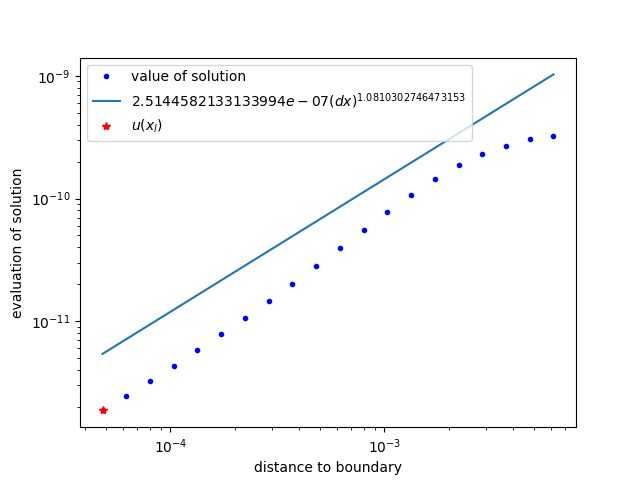 10⁻⁹
value of solution
2.5144582133133994e − 07(dx)^1.0810302746473153
u(x_l)
10⁻¹⁰
evaluation of solution
10⁻¹¹
10⁻⁴
10⁻³
distance to boundary